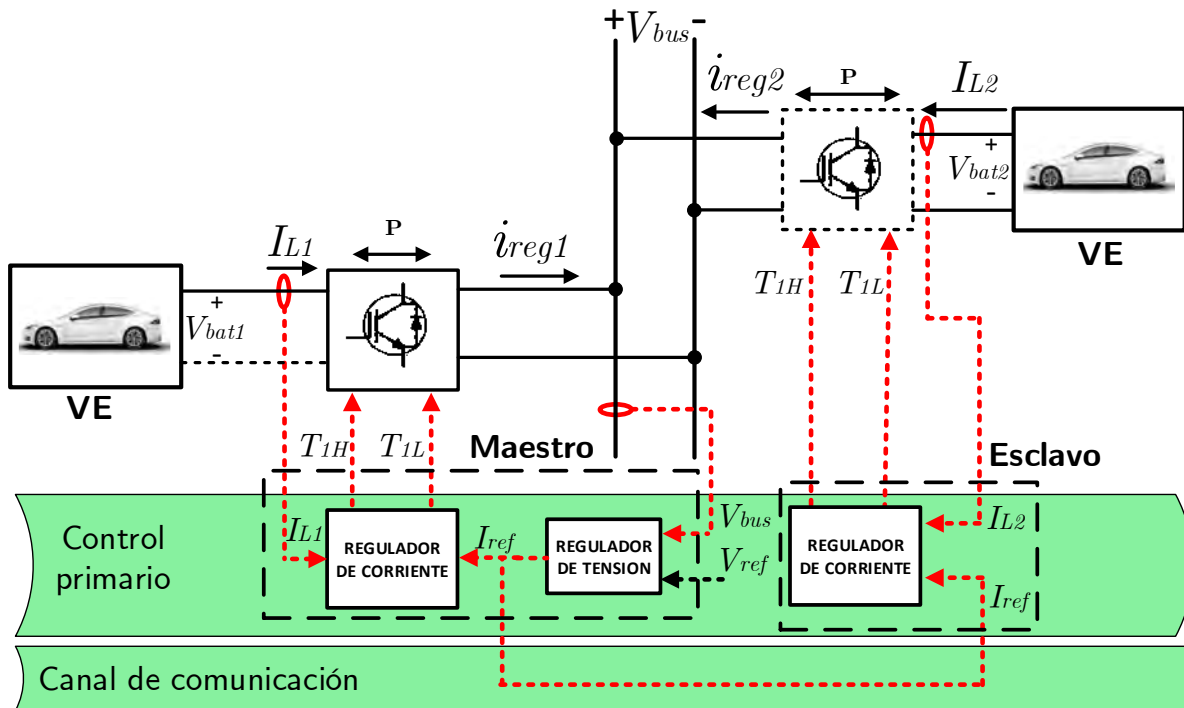 + Vbus -
ireg2
P
IL2
+
Vbat2
-
VE
IL1
P
ireg1
+
Vbat1
-
VE
T1H
T1L
T1H
T1L
Maestro
Esclavo
Control
primario
IL1
REGULADOR
DE CORRIENTE
Iref
REGULADOR
DE TENSION
Vbus
Vref
REGULADOR
DE CORRIENTE
IL2
Iref
Canal de comunicación